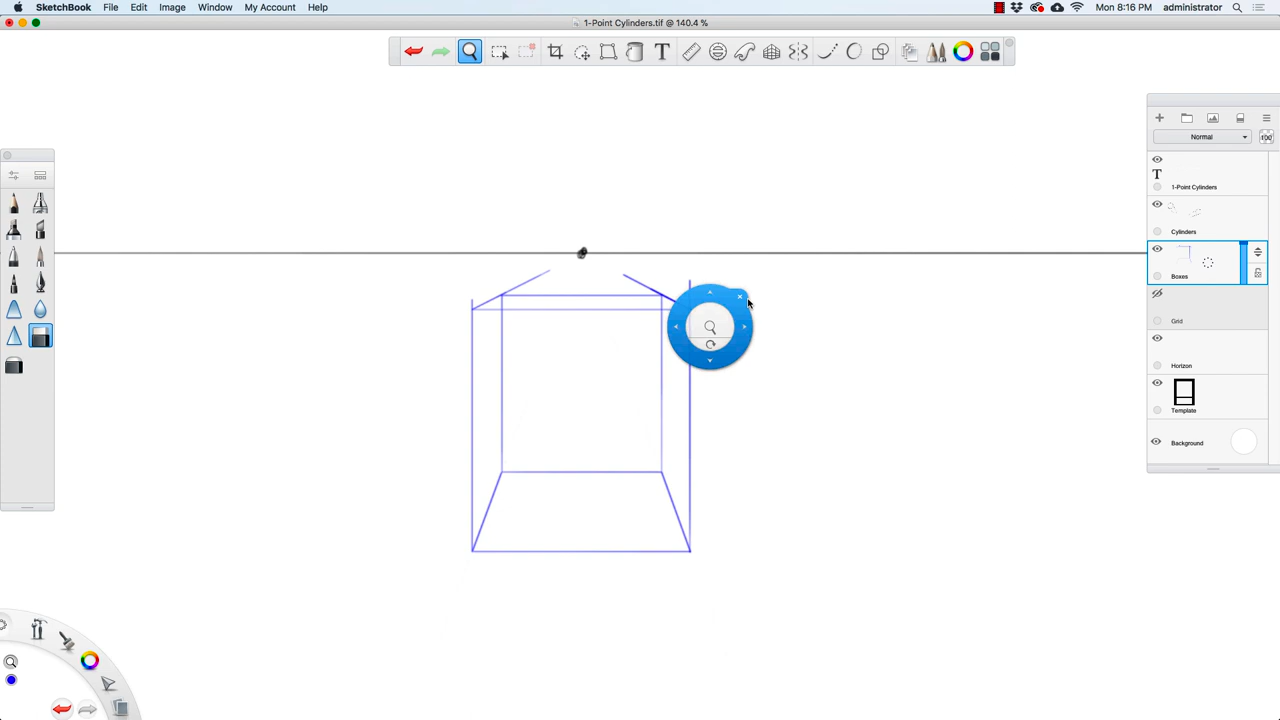 SketchBook File Edit Image Window My Account Help Mon 8:16 PM administrator
1-Point Cylinders.tif @ 140.4 %
T
Normal
T
1-Point Cylinders
Cylinders
Boxes
Grid
Horizon
Template
Background